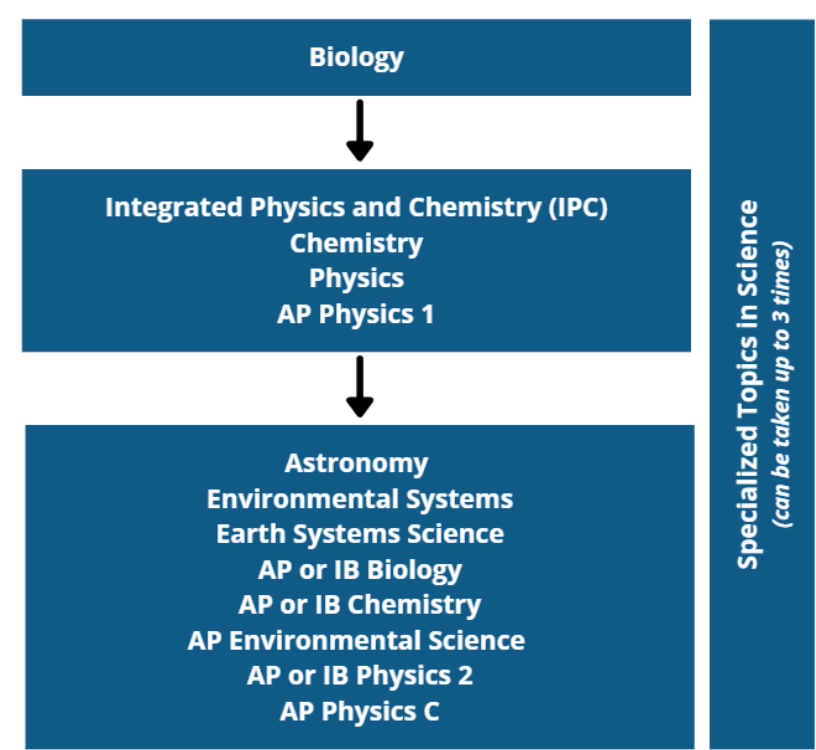 Biology
Integrated Physics and Chemistry (IPC)
Chemistry
Physics
AP Physics 1
Astronomy
Environmental Systems
Earth Systems Science
AP or IB Biology
AP or IB Chemistry
AP Environmental Science
AP or IB Physics 2
AP Physics C
Specialized Topics in Science
(can be taken up to 3 times)